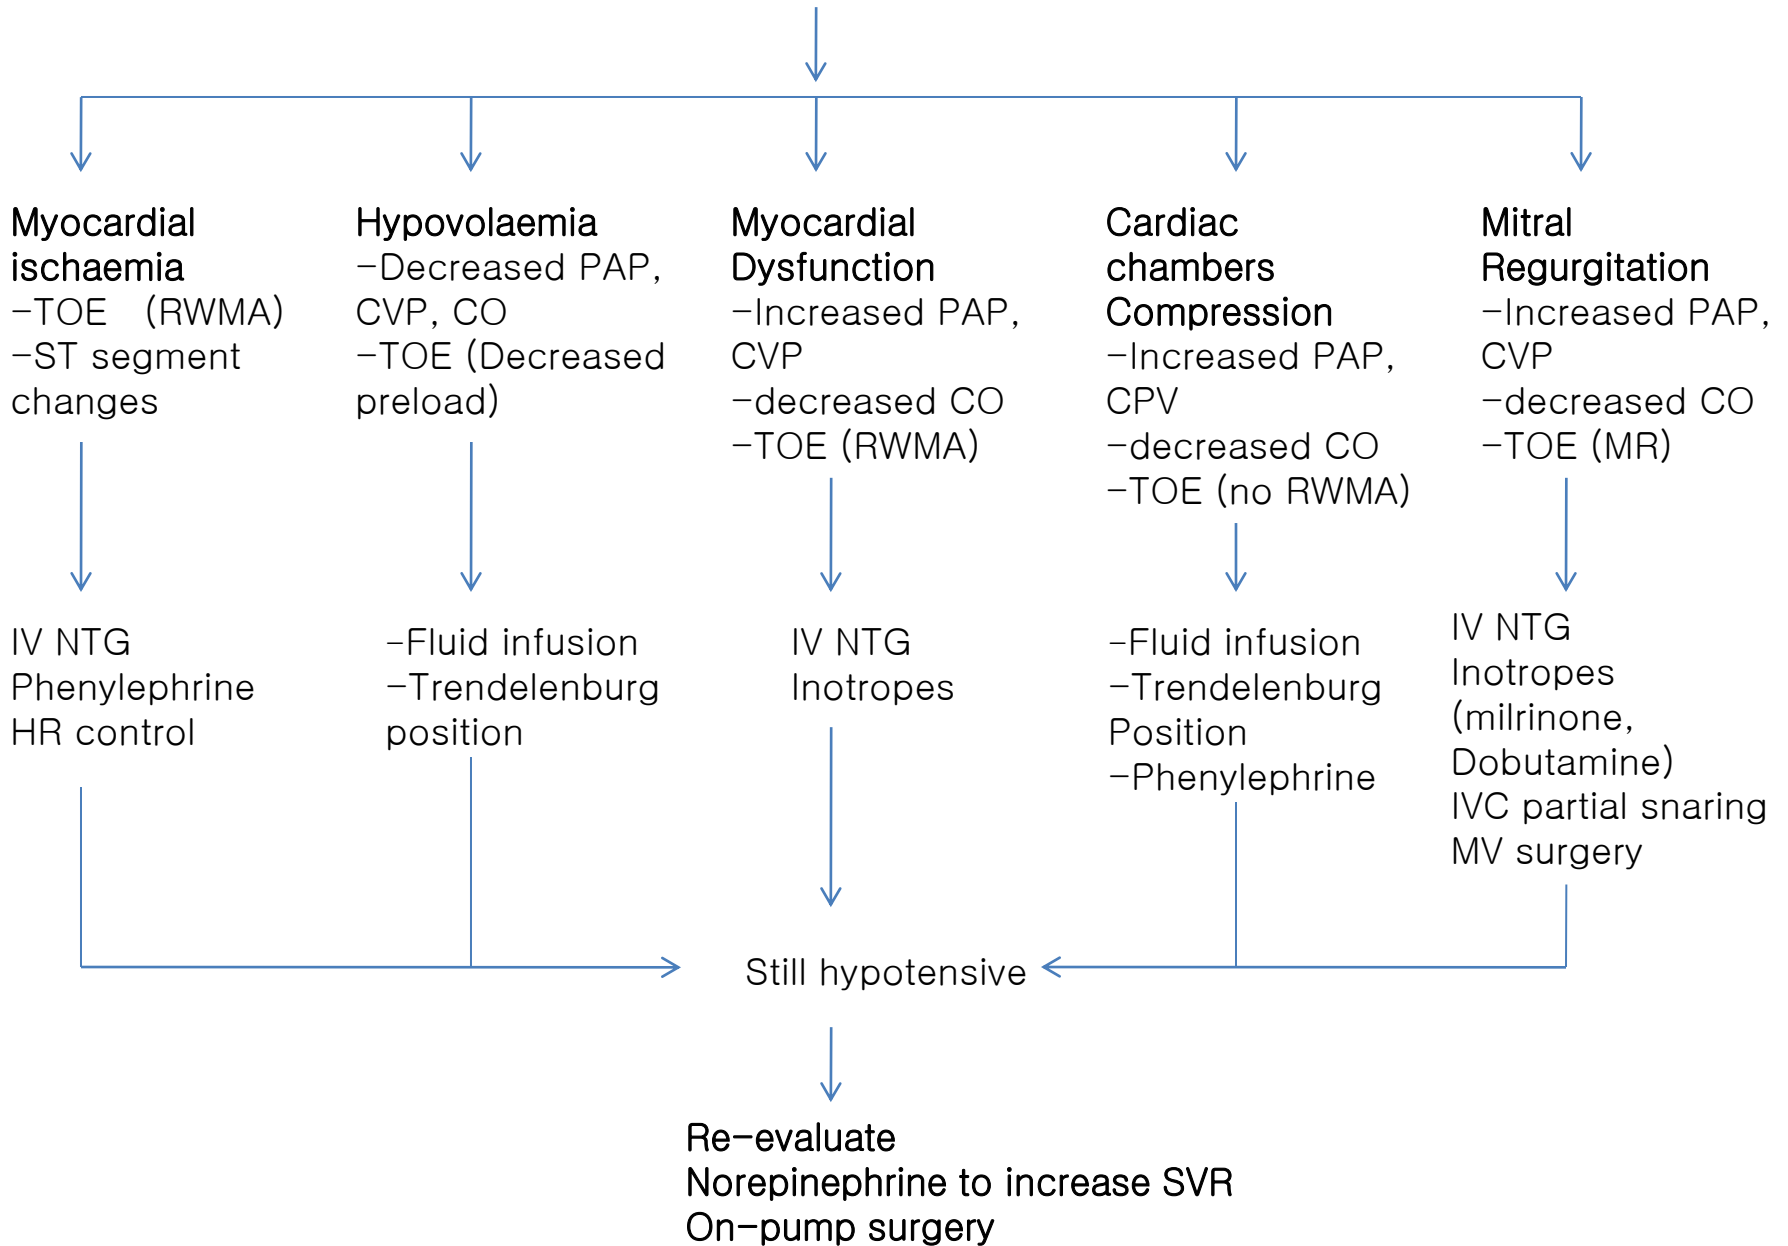 Myocardial
ischaemia
-TOE (RWMA)
-ST segment
changes
Hypovolaemia
-Decreased PAP,
CVP, CO
-TOE (Decreased
preload)
Myocardial
Dysfunction
-Increased PAP,
CVP
-decreased CO
-TOE (RWMA)
Cardiac
chambers
Compression
-Increased PAP,
CPV
-decreased CO
-TOE (no RWMA)
Mitral
Regurgitation
-Increased PAP,
CVP
-decreased CO
-TOE (MR)
IV NTG
Phenylephrine
HR control
-Fluid infusion
-Trendelenburg
position
IV NTG
Inotropes
-Fluid infusion
-Trendelenburg
Position
-Phenylephrine
IV NTG
Inotropes
(milrinone,
Dobutamine)
IVC partial snaring
MV surgery
Still hypotensive
Re-evaluate
Norepinephrine to increase SVR
On-pump surgery